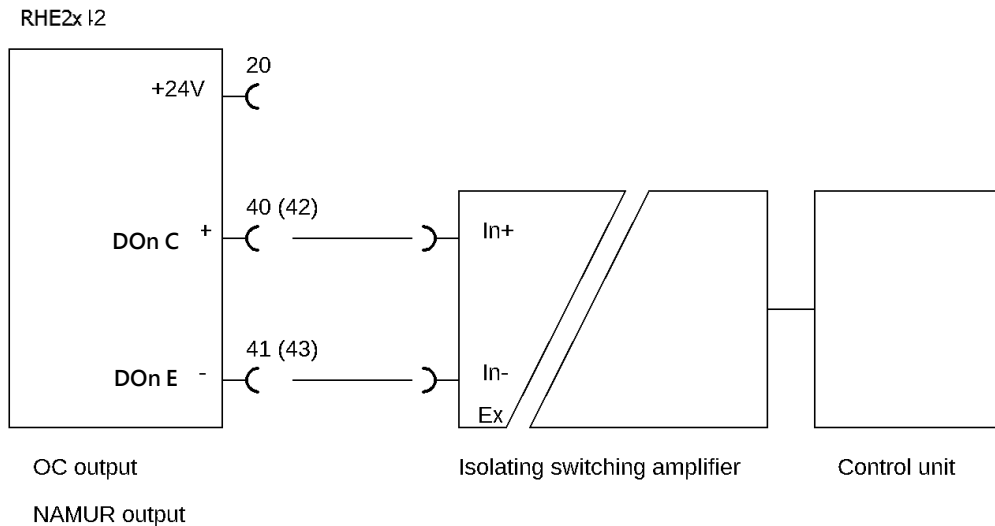 RHE2x I2
20
+24V
40 (42)
DOn C +
In+
41 (43)
DOn E -
In-
Ex
OC output
Isolating switching amplifier
Control unit
NAMUR output